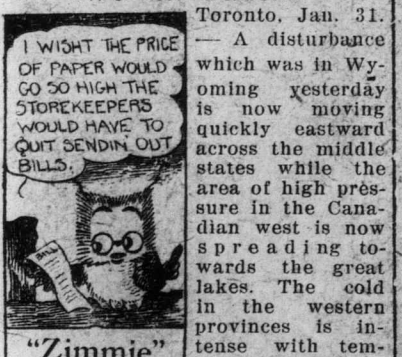 I WISHT THE PRICE
OF PAPER WOULD
GO SO HIGH THE
STOREKEEPERS
WOULD HAVE TO
QUIT SENDIN' OUT
BILLS.
"Zimmie"
Toronto, Jan. 31.
— A disturbance
which was in Wy-
oming yesterday
is now moving
quickly eastward
across the middle
states while the
area of high pres-
sure in the Cana-
dian west is now
spreading to-
wards the great
lakes. The cold
in the western
provinces is in-
tense with tem-